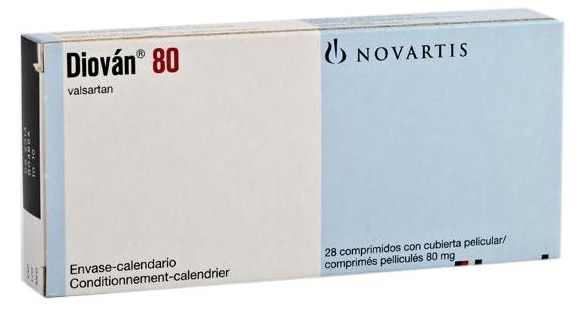 Diován® 80
valsartan
NOVARTIS
Envase-calendario
Conditionnement-calendrier
28 comprimidos con cubierta pelicular/
comprimés pelliculés 80 mg